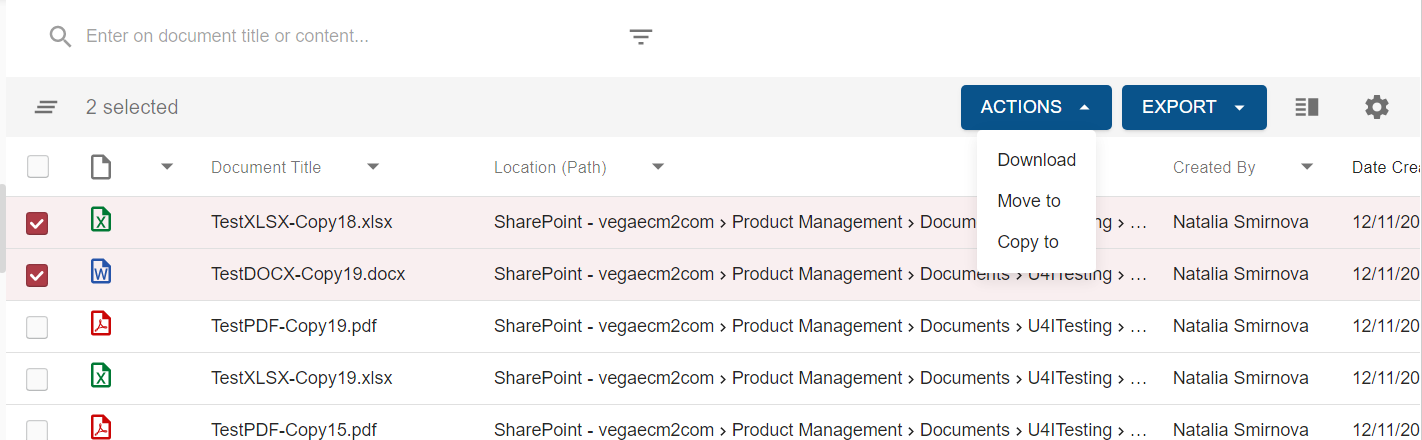 Enter on document title or content...
2 selected
ACTIONS
EXPORT
Download
Move to
Copy to
Document Title
Location (Path)
Created By
Date Crea
TestXLSX-Copy18.xlsx SharePoint - vegaecm2com › Product Management › Documents ing › ... Natalia Smirnova 12/11/20
TestDOCX-Copy19.docx SharePoint - vegaecm2com › Product Management › Documents › U4ITesting › ... Natalia Smirnova 12/11/20
TestPDF-Copy19.pdf SharePoint - vegaecm2com › Product Management › Documents › U4ITesting › ... Natalia Smirnova 12/11/20
TestXLSX-Copy19.xlsx SharePoint - vegaecm2com › Product Management › Documents › U4ITesting › ... Natalia Smirnova 12/11/20
TestPDF-Copy15.pdf SharePoint - vegaecm2com › Product Management › Documents › U4ITesting › ... Natalia Smirnova 12/11/20